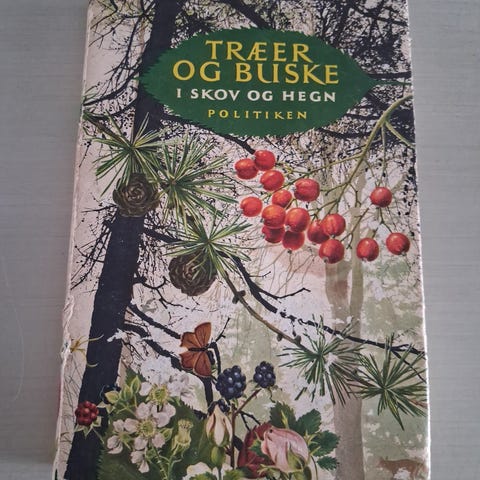 TRÆER
OG BUSKE
I SKOV OG HEGN
POLITIKEN